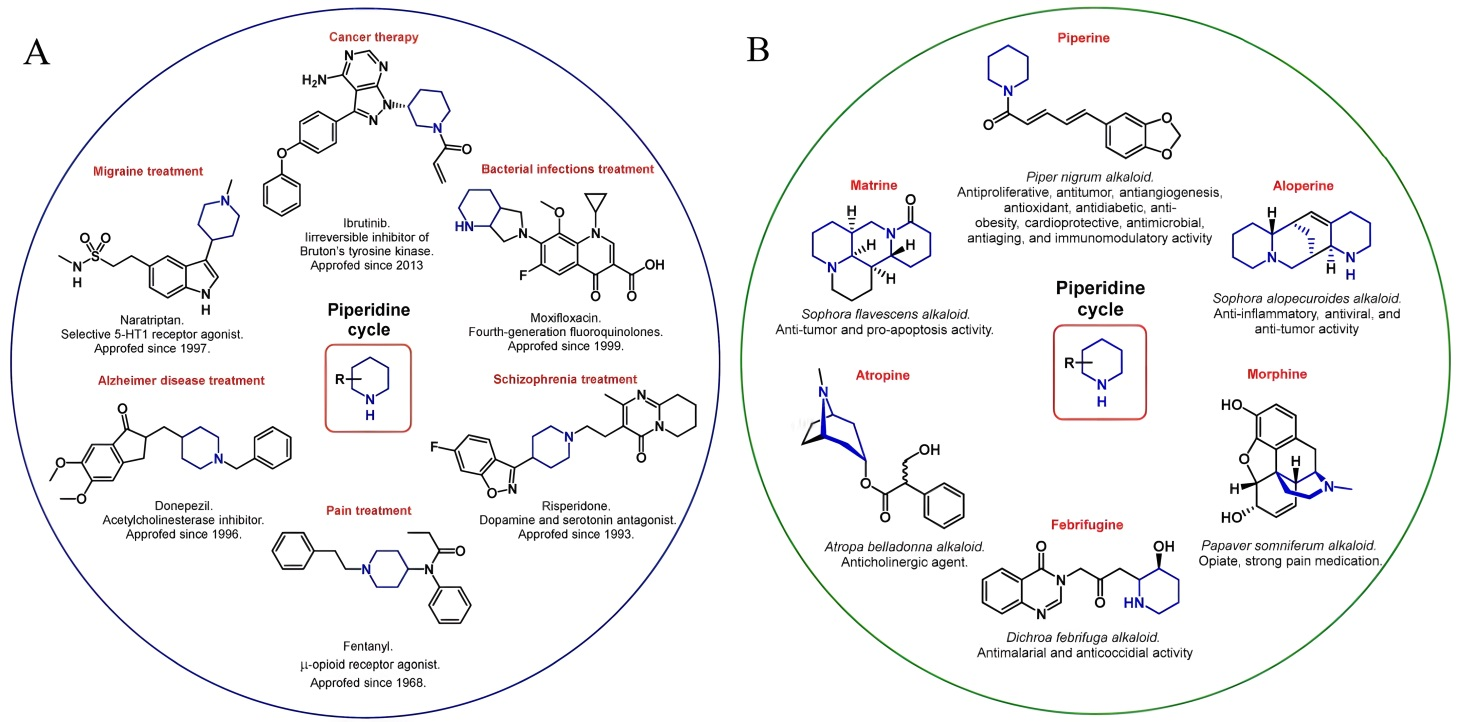 A
Cancer therapy
N
N
H2N
N
N
N
O
O
Ibrutinib.
Iirreversible inhibitor of
Bruton's tyrosine kinase.
Approfed since 2013
Migraine treatment
N
O
O
S
N
H
N
H
Naratriptan.
Selective 5-HT1 receptor agonist.
Approfed since 1997.
Bacterial infections treatment
HN
N
O
N
F
O
O
OH
Moxifloxacin.
Fourth-generation fluoroquinolones.
Approfed since 1999.
Piperidine
cycle
R
N
H
Alzheimer disease treatment
O
O
O
N
Donepezil.
Acetylcholinesterase inhibitor.
Approfed since 1996.
Schizophrenia treatment
F
O
N
N
N
N
O
Risperidone.
Dopamine and serotonin antagonist.
Approfed since 1993.
Pain treatment
N
N
O
Fentanyl.
μ-opioid receptor agonist.
Approfed since 1968.
B
Piperine
N
O
O
O
Piper nigrum alkaloid.
Antiproliferative, antitumor, antiangiogenesis,
antioxidant, antidiabetic, anti-
obesity, cardioprotective, antimicrobial,
antiaging, and immunomodulatory activity
Matrine
H
O
N
H
H
N
H
Sophora flavescens alkaloid.
Anti-tumor and pro-apoptosis activity.
Aloperine
H
N
H
N
H
Sophora alopecuroides alkaloid.
Anti-inflammatory, antiviral, and
anti-tumor activity
Piperidine
cycle
R
N
H
Atropine
N
OH
O
O
Atropa belladonna alkaloid.
Anticholinergic agent.
Morphine
HO
O
H
H
N
HO
Papaver somniferum alkaloid.
Opiate, strong pain medication.
Febrifugine
O
N
N
O
OH
HN
Dichroa febrifuga alkaloid.
Antimalarial and anticoccidial activity